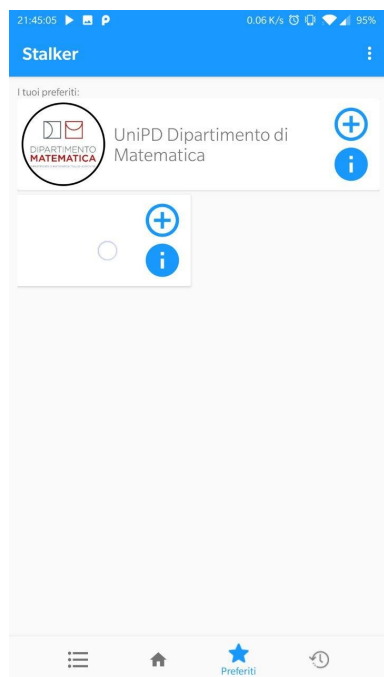 21:45:05
0.06 K/s
95%
Stalker
I tuoi preferiti:
DIPARTIMENTO
MATEMATICA
UniPD Dipartimento di
Matematica
Preferiti